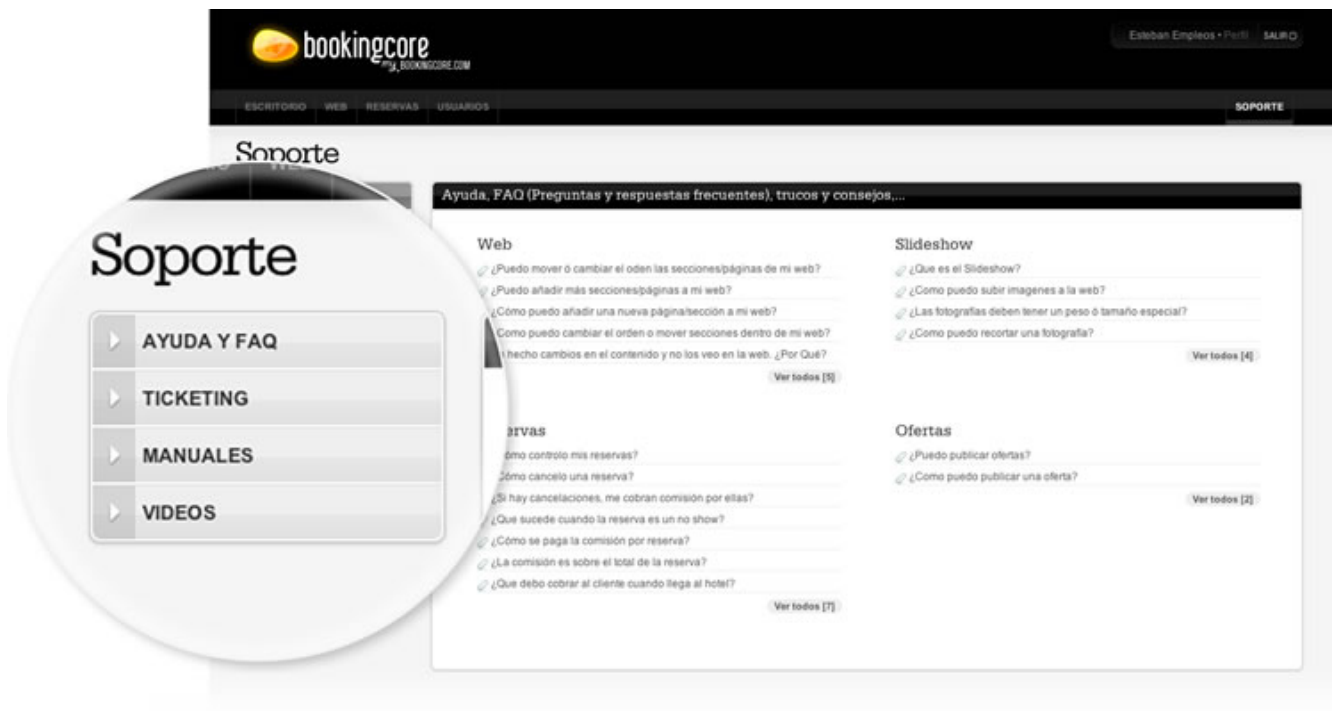 bookingcore
my.BOOKINGCORE.COM
Esteban Empleos • Perfil SALIR
ESCRITORIO WEB RESERVAS USUARIOS
SOPORTE
Soporte
Ayuda, FAQ (Preguntas y respuestas frecuentes), trucos y consejos,...
Soporte
AYUDA Y FAQ
TICKETING
MANUALES
VIDEOS
Web
¿Puedo mover ó cambiar el oden las secciones/páginas de mi web?
¿Puedo añadir más secciones/páginas a mi web?
¿Cómo puedo añadir una nueva página/sección a mi web?
Como puedo cambiar el orden o mover secciones dentro de mi web?
hecho cambios en el contenido y no los veo en la web. ¿Por Qué?
Ver todos [5]
Slideshow
¿Que es el Slideshow?
¿Como puedo subir imagenes a la web?
¿Las fotografias deben tener un peso ó tamaño especial?
¿Como puedo recortar una fotografia?
Ver todos [4]
ervas
ómo controlo mis reservas?
Cómo cancelo una reserva?
¿Si hay cancelaciones, me cobran comisión por ellas?
¿Que sucede cuando la reserva es un no show?
¿Cómo se paga la comisión por reserva?
¿La comisión es sobre el total de la reserva?
¿Que debo cobrar al cliente cuando llega al hotel?
Ver todos [7]
Ofertas
¿Puedo publicar ofertas?
¿Como puedo publicar una oferta?
Ver todos [2]